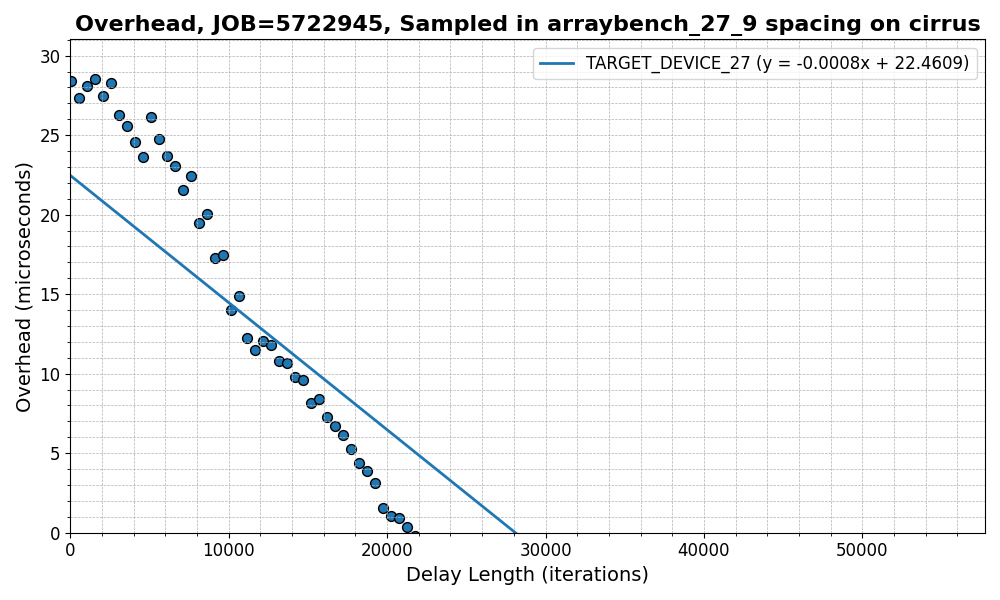 Overhead, JOB=5722945, Sampled in arraybench_27_9 spacing on cirrus
TARGET_DEVICE_27 (y = -0.0008x + 22.4609)
Overhead (microseconds)
30
25
20
15
10
5
0
0 10000 20000 30000 40000 50000
Delay Length (iterations)